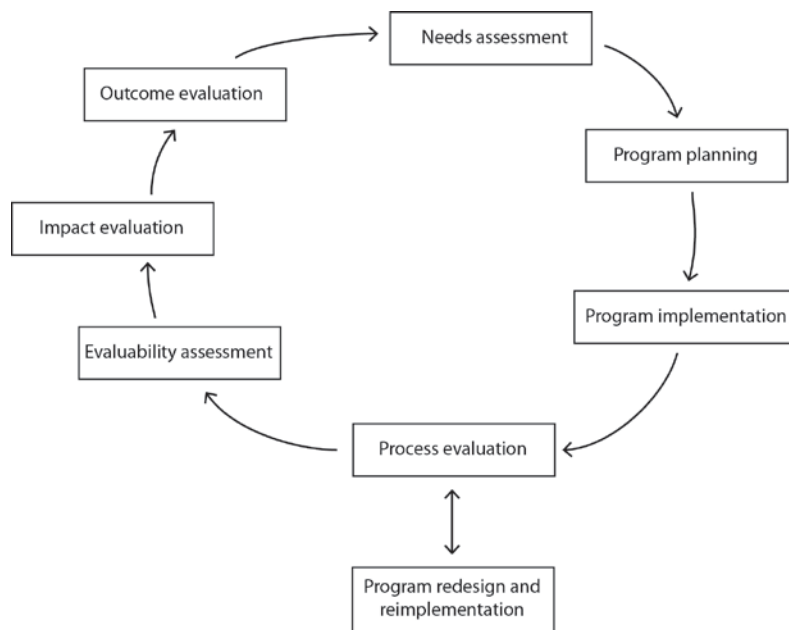 Needs assessment
Outcome evaluation
Program planning
Impact evaluation
Program implementation
Evaluability assessment
Process evaluation
Program redesign and
reimplementation